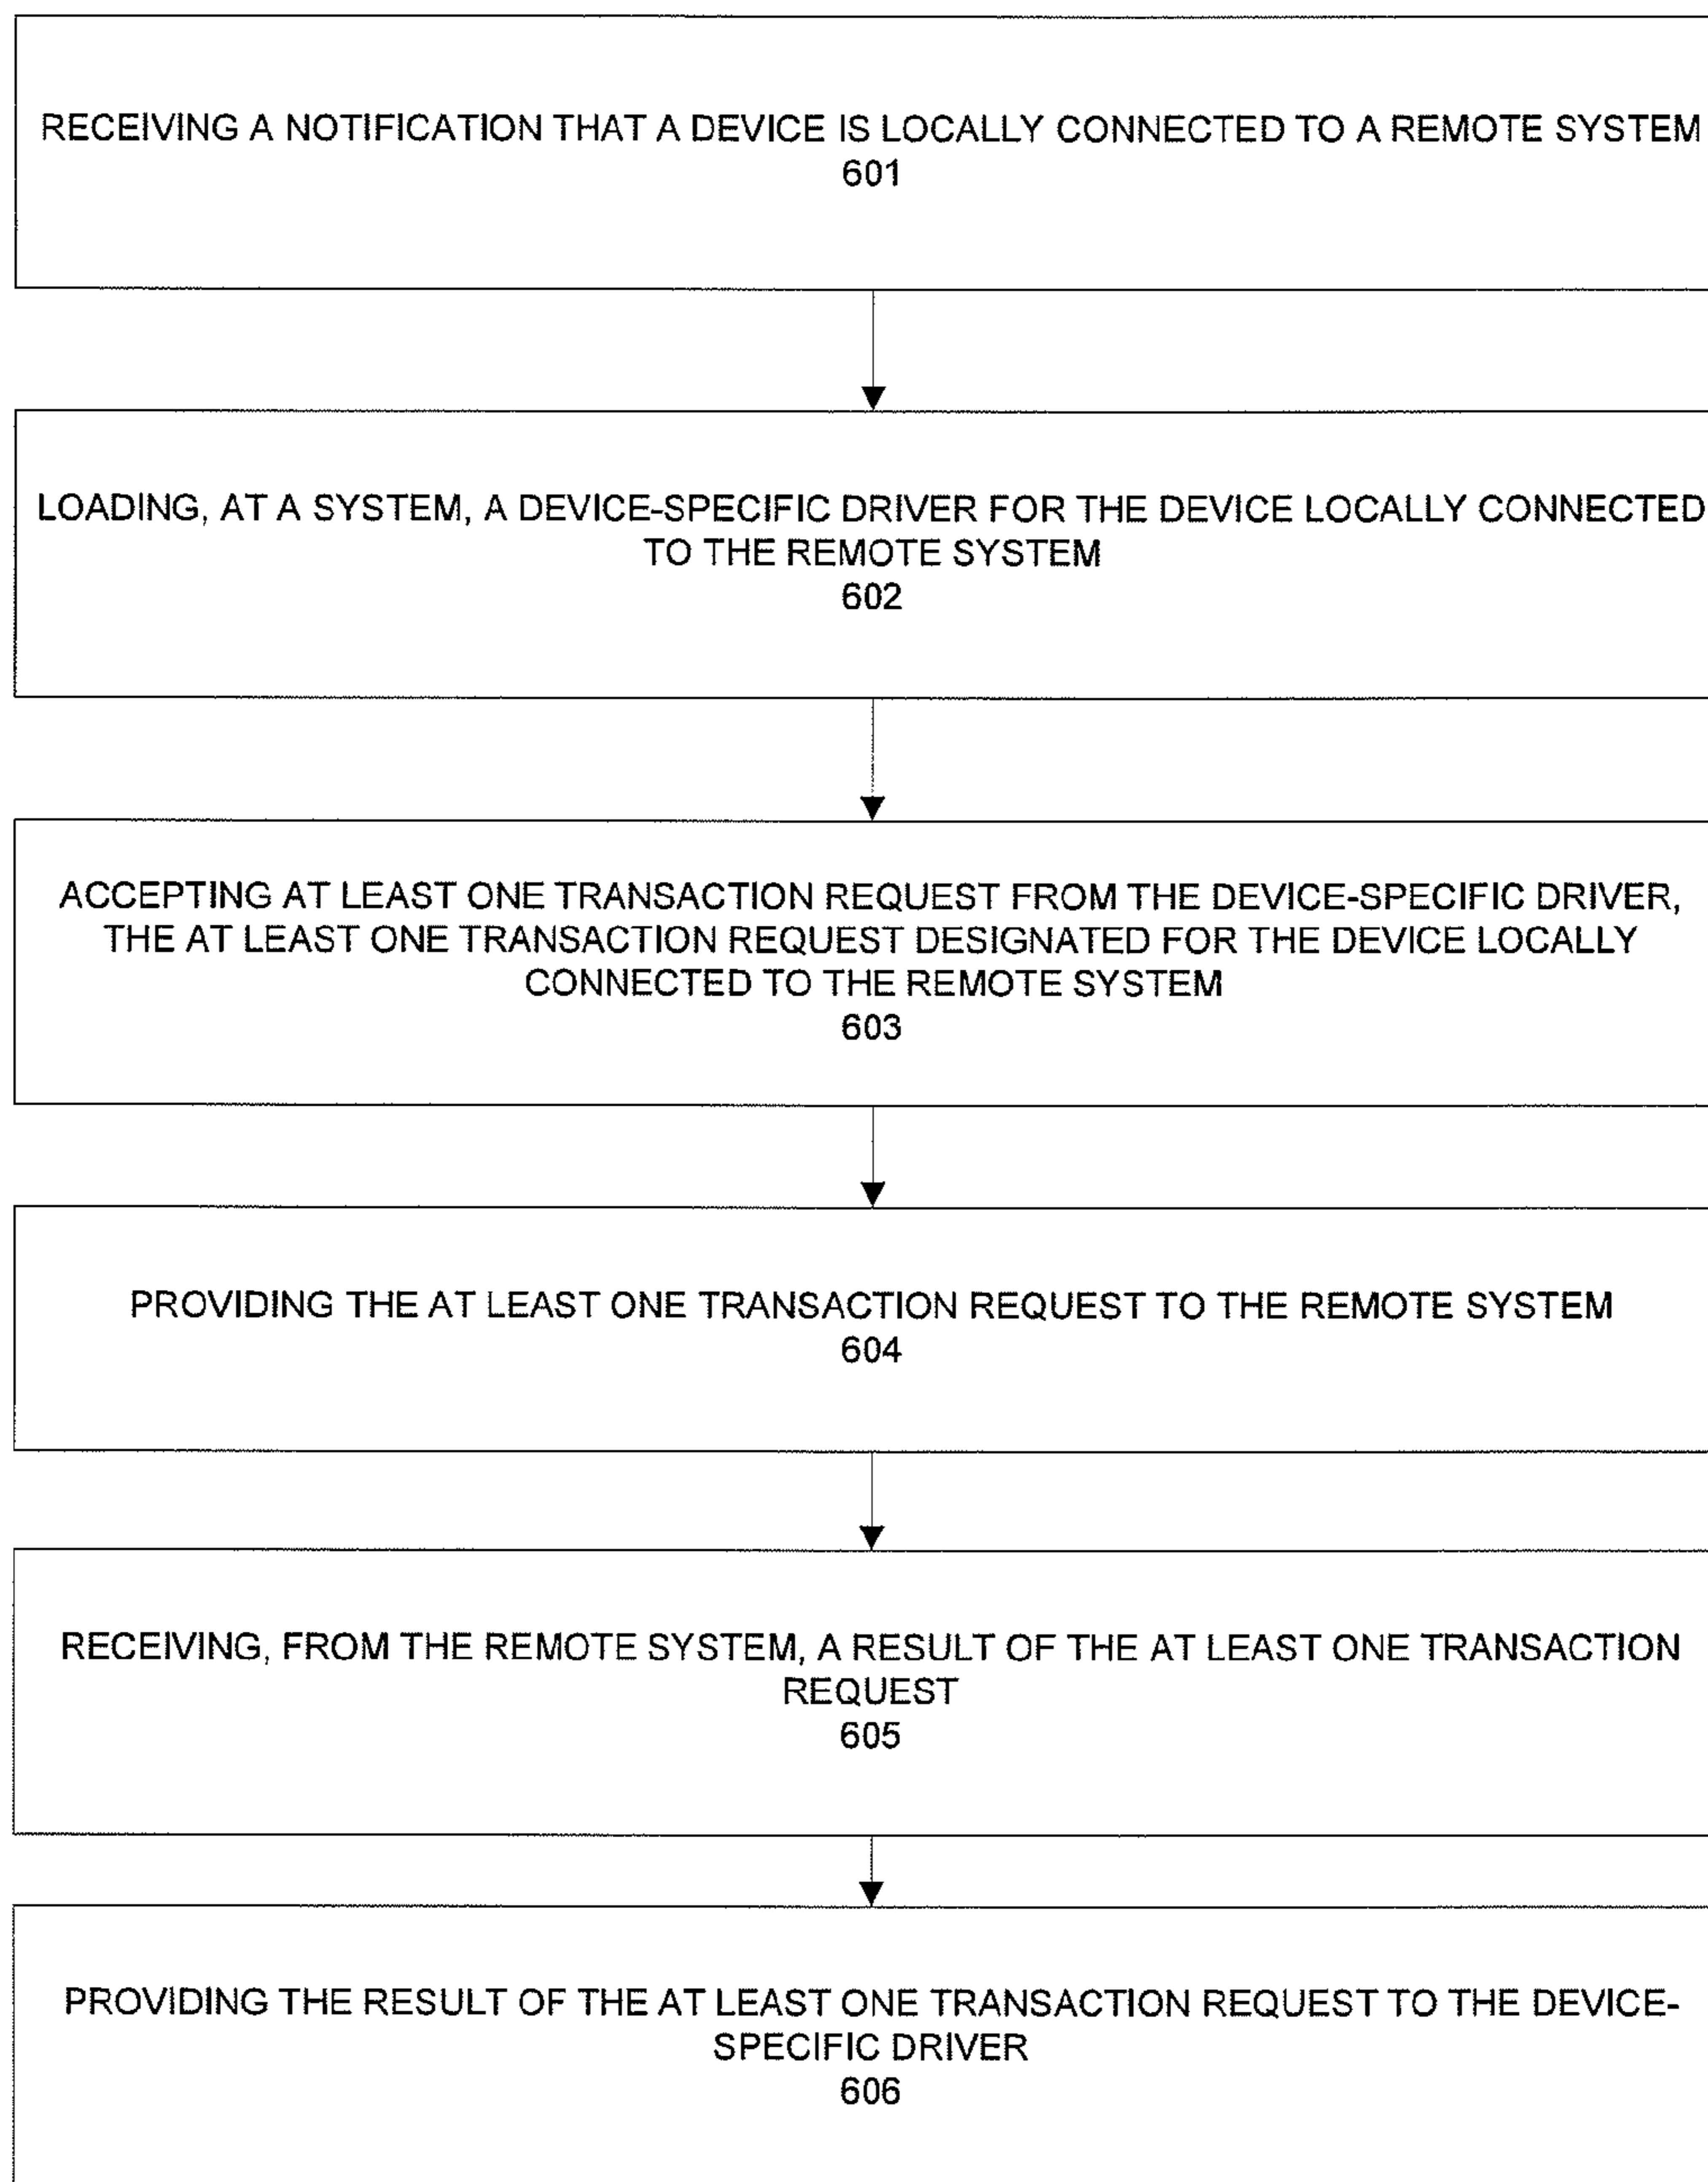 RECEIVING A NOTIFICATION THAT A DEVICE IS LOCALLY CONNECTED TO A REMOTE SYSTEM
601
LOADING, AT A SYSTEM, A DEVICE-SPECIFIC DRIVER FOR THE DEVICE LOCALLY CONNECTED
TO THE REMOTE SYSTEM
602
ACCEPTING AT LEAST ONE TRANSACTION REQUEST FROM THE DEVICE-SPECIFIC DRIVER,
THE AT LEAST ONE TRANSACTION REQUEST DESIGNATED FOR THE DEVICE LOCALLY
CONNECTED TO THE REMOTE SYSTEM
603
PROVIDING THE AT LEAST ONE TRANSACTION REQUEST TO THE REMOTE SYSTEM
604
RECEIVING, FROM THE REMOTE SYSTEM, A RESULT OF THE AT LEAST ONE TRANSACTION
REQUEST
605
PROVIDING THE RESULT OF THE AT LEAST ONE TRANSACTION REQUEST TO THE DEVICE-
SPECIFIC DRIVER
606